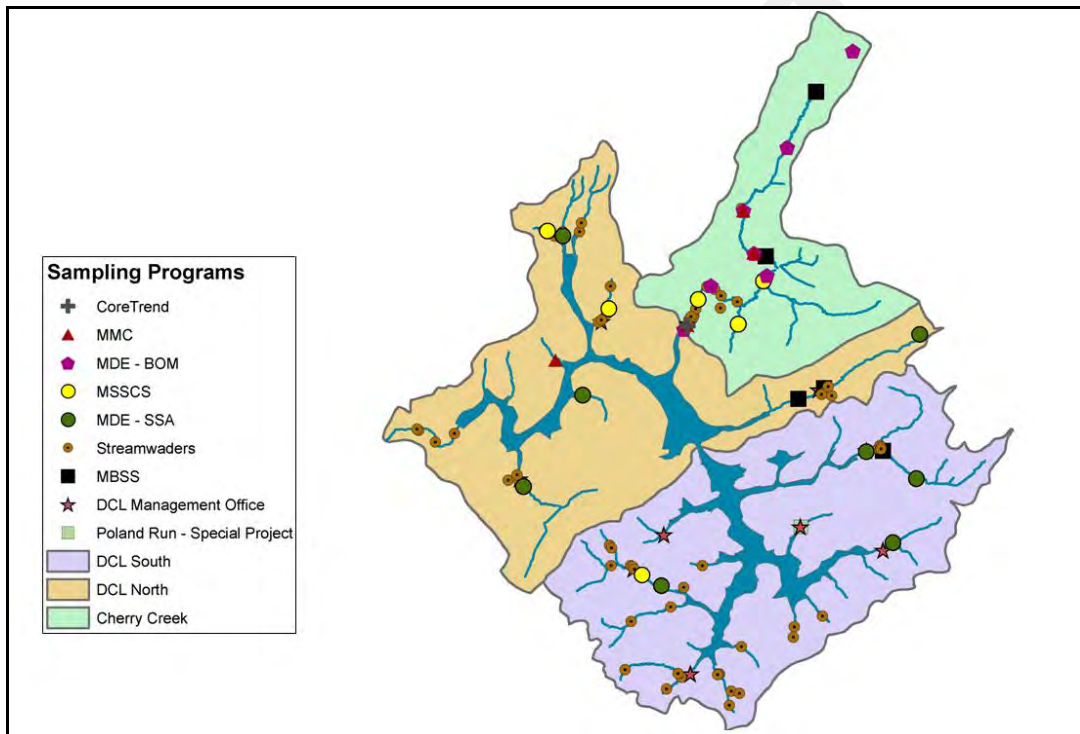 Sampling Programs
CoreTrend
MMC
MDE - BOM
MSSCS
MDE - SSA
Streamwaders
MBSS
DCL Management Office
Poland Run - Special Project
DCL South
DCL North
Cherry Creek